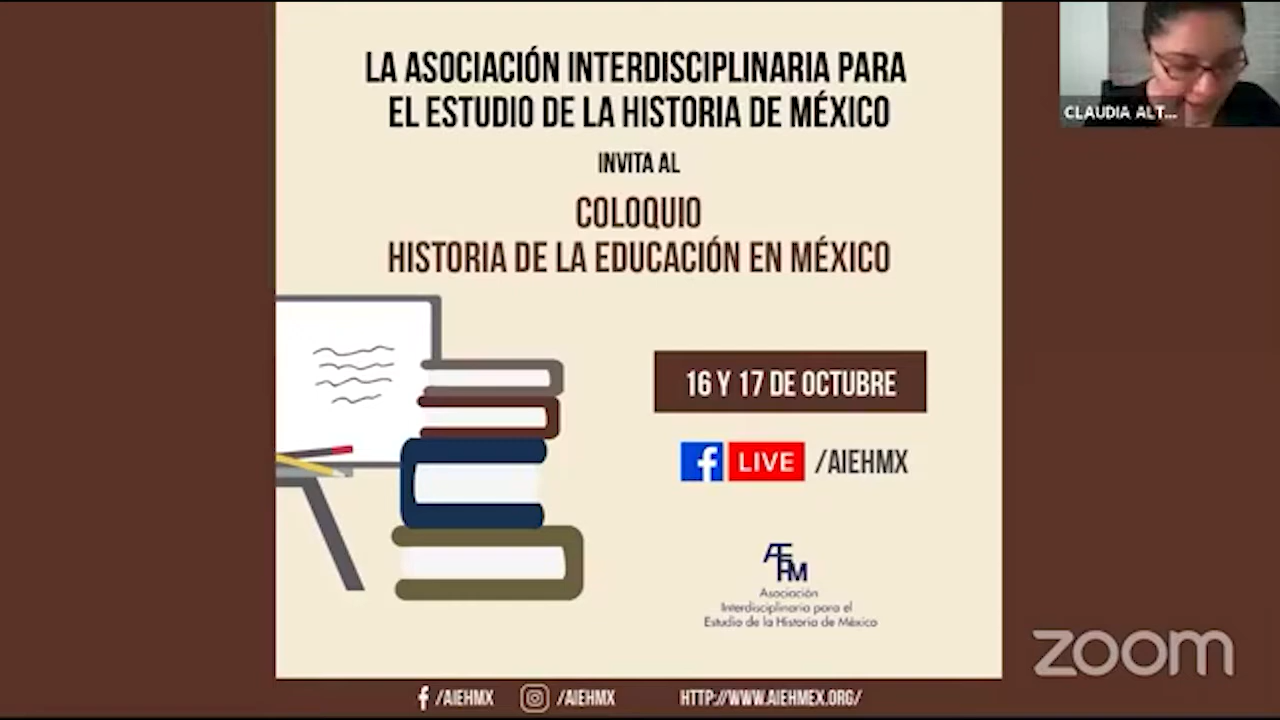 LA ASOCIACIÓN INTERDISCIPLINARIA PARA
EL ESTUDIO DE LA HISTORIA DE MÉXICO
INVITA AL
COLOQUIO
HISTORIA DE LA EDUCACIÓN EN MÉXICO
16 Y 17 DE OCTUBRE
f LIVE /AIEHMX
Asociación
Interdisciplinaria para el
Estudio de la Historia de México
/AIEHMX /AIEHMX HTTP://WWW.AIEHMEX.ORG/
CLAUDIA ALT...
zoom